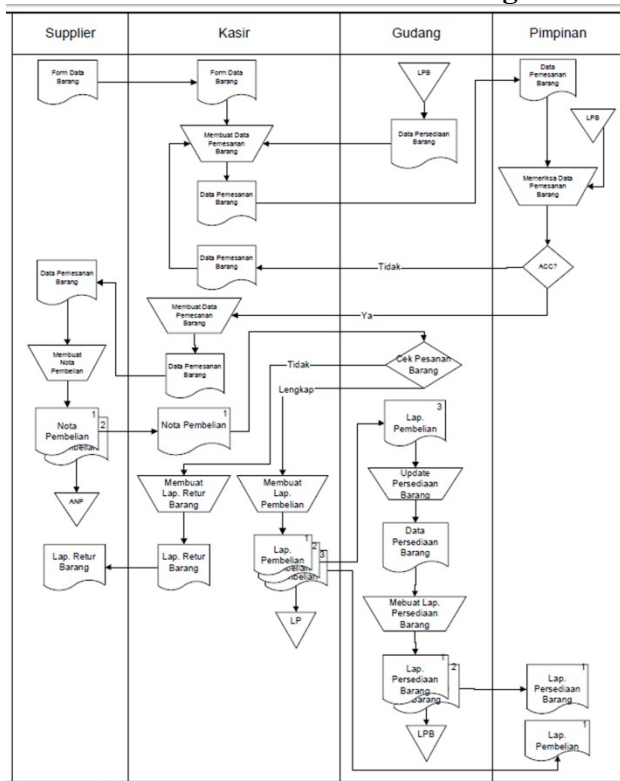 Supplier
Kasir
Gudang
Pimpinan
Form Data
Barang
Form Data
Barang
LPB
Data
Pemesanan
Barang
LPB
Membuat Data
Pemesanan
Barang
Data Persediaan
Barang
Memeriksa Data
Pemesanan
Barang
Data Pemesanan
Barang
Data Pemesanan
Barang
Tidak
ACC?
Data Pemesanan
Barang
Membuat Data
Pemesanan
Barang
Ya
Membuat
Nota
Pembelian
Data Pemesanan
Barang
Tidak
Cek Pesanan
Barang
Lengkap
Nota
Pembelian
1
2
Nota Pembelian
1
Lap.
Pembelian
3
ANP
Membuat
Lap. Retur
Barang
Membuat
Lap.
Pembelian
Update
Persediaan
Barang
Lap. Retur
Barang
Lap. Retur
Barang
Lap.
Pembelian
1
2
3
Data
Persediaan
Barang
LP
Mebuat Lap.
Persediaan
Barang
Lap.
Persediaan
Barang
1
2
Barang
Lap.
Persediaan
Barang
1
LPB
Lap.
Pembelian
1